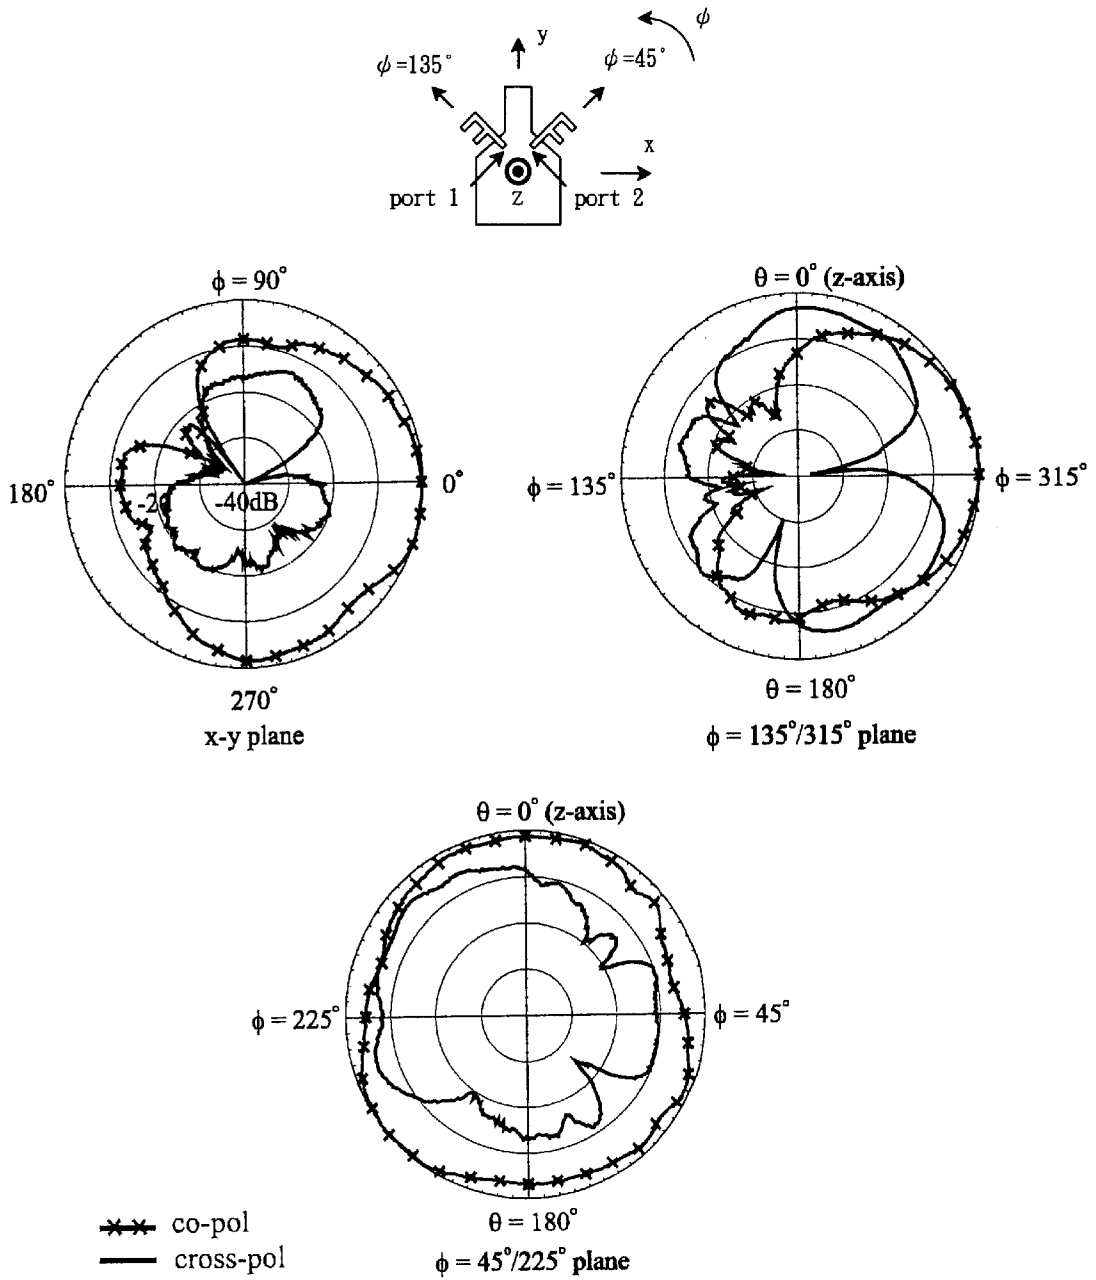 y
ϕ
ψ=135°
ψ=45°
x
port 1
z
port 2
ϕ = 90°
180°
0°
-40dB
270°
x-y plane
θ = 0° (z-axis)
ϕ = 135°
ϕ = 315°
θ = 180°
ϕ = 135°/315° plane
θ = 0° (z-axis)
ϕ = 225°
ϕ = 45°
θ = 180°
ϕ = 45°/225° plane
co-pol
cross-pol